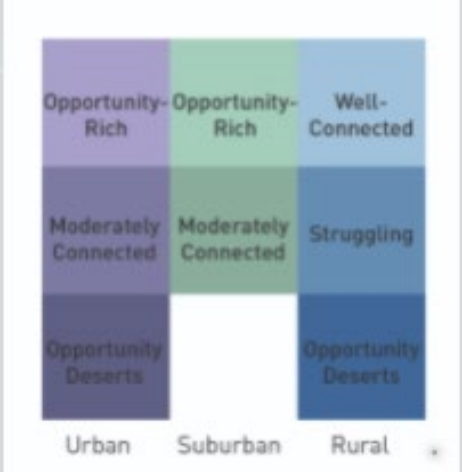 Opportunity- Opportunity- Well-
Rich Rich Connected
Moderately Moderately Struggling
Connected Connected
Opportunity Opportunity
Deserts Deserts
Urban Suburban Rural